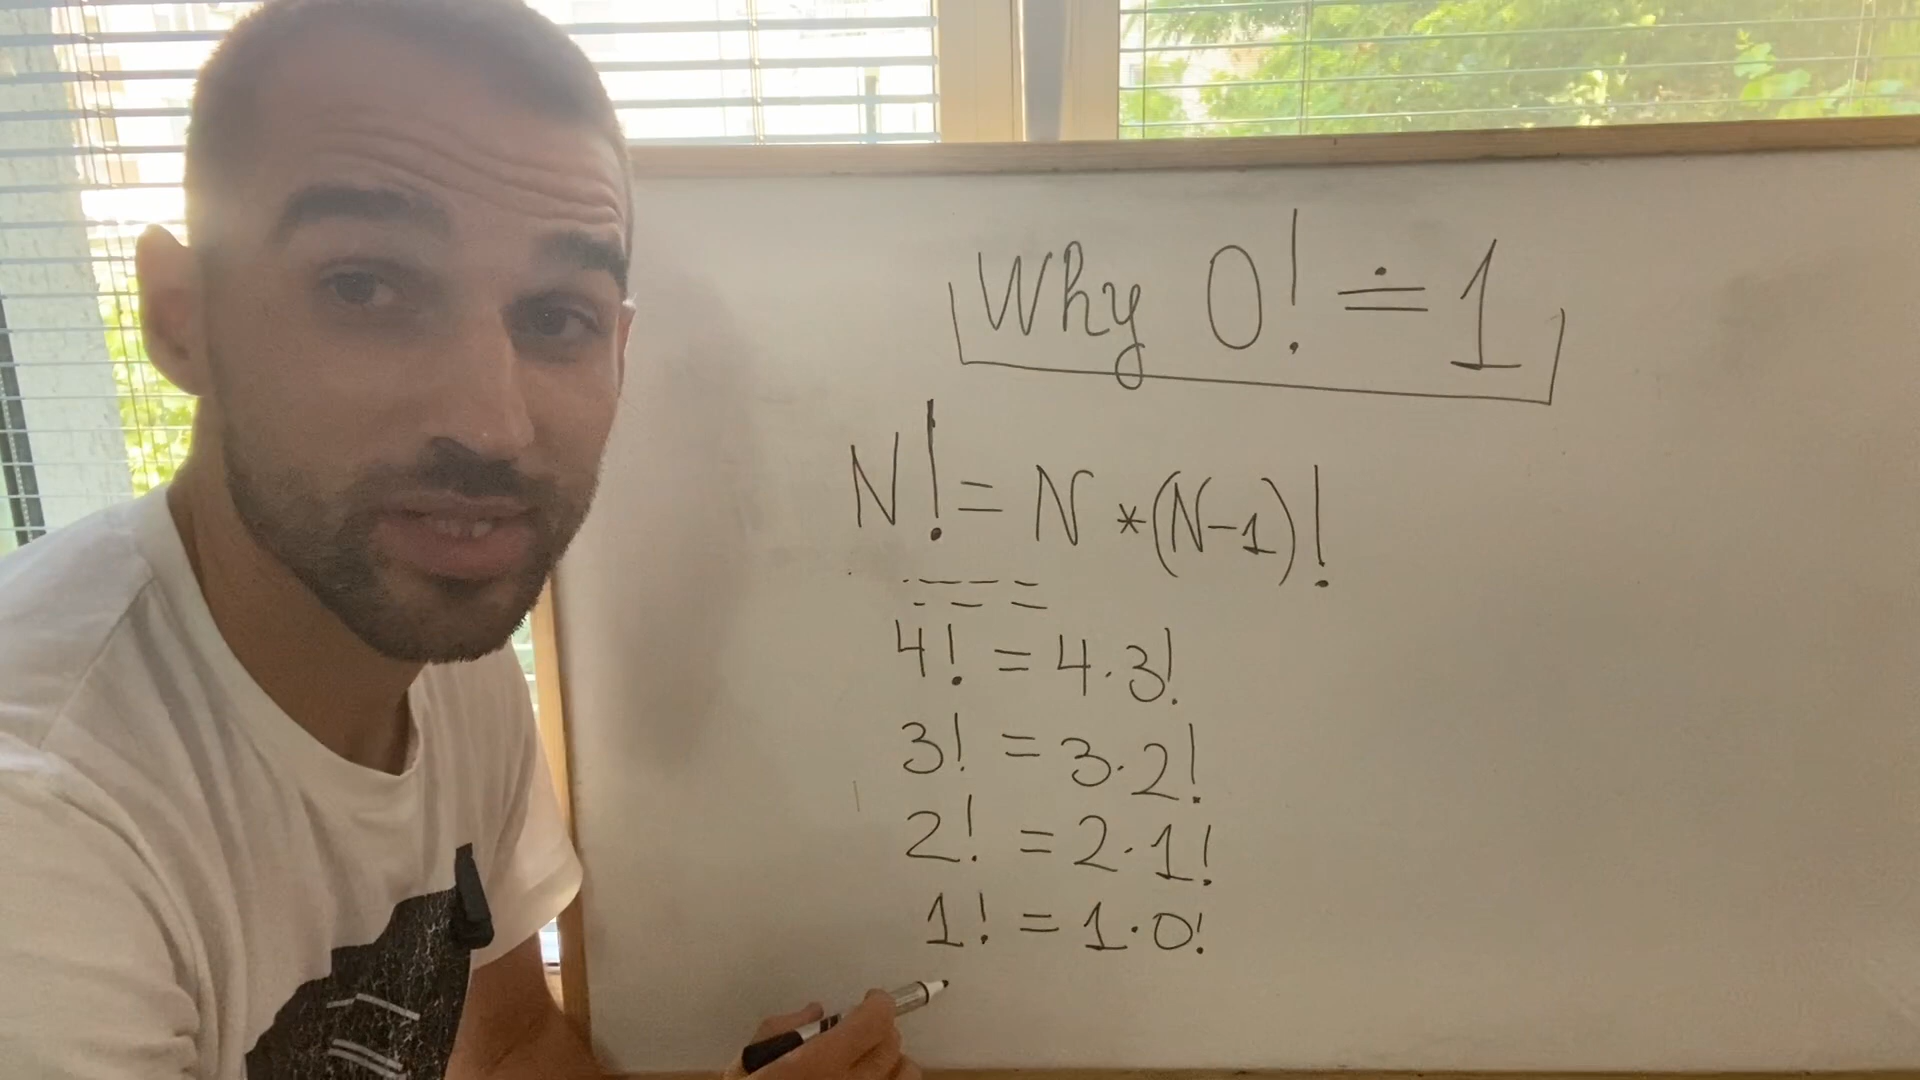 Why 0! ≐ 1
N! = N * (N-1)!
4! = 4·3!
3! = 3·2!
2! = 2·1!
1! = 1·0!